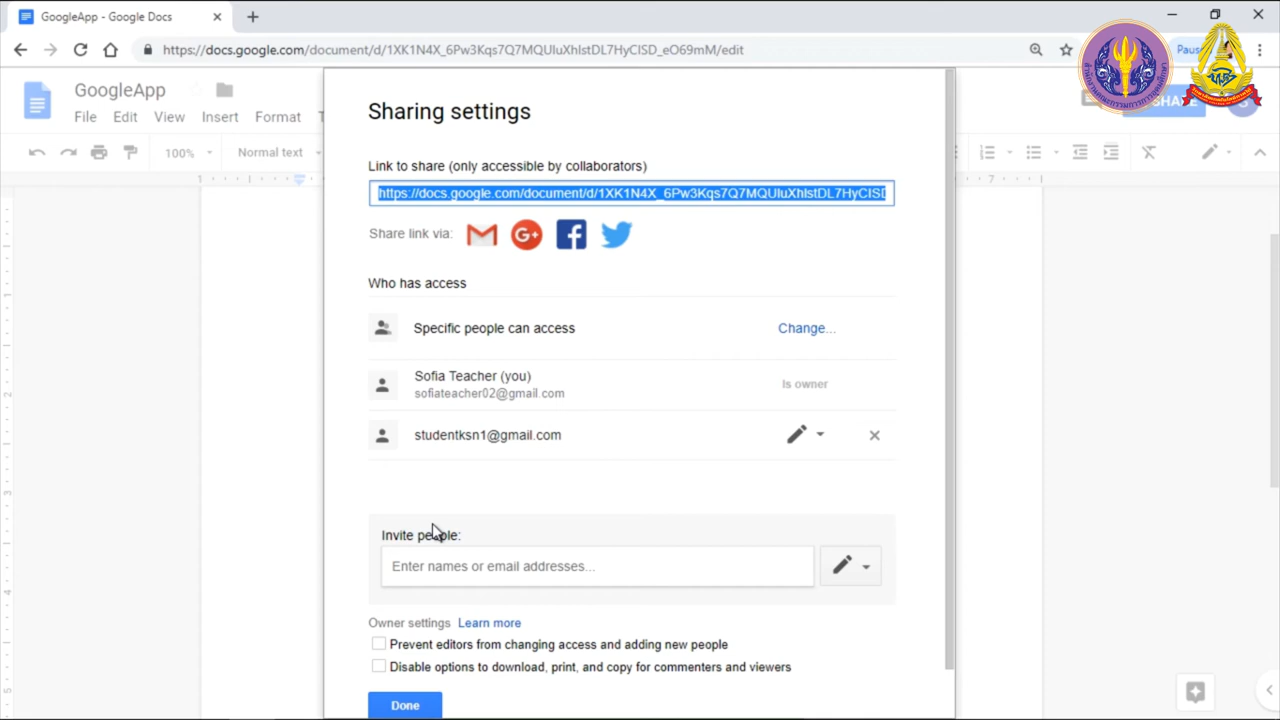 GoogleApp - Google Docs
https://docs.google.com/document/d/1XK1N4X_6Pw3Kqs7Q7MQUluXhlstDL7HyCISD_eO69mM/edit
GoogleApp
File Edit View Insert Format
SHARE
100% Normal text
Sharing settings
Link to share (only accessible by collaborators)
https://docs.google.com/document/d/1XK1N4X_6Pw3Kqs7Q7MQUluXhlstDL7HyCISD
Share link via:
Who has access
Specific people can access Change...
Sofia Teacher (you)
sofiateacher02@gmail.com
Is owner
studentksn1@gmail.com
Invite people:
Enter names or email addresses...
Owner settings Learn more
Prevent editors from changing access and adding new people
Disable options to download, print, and copy for commenters and viewers
Done